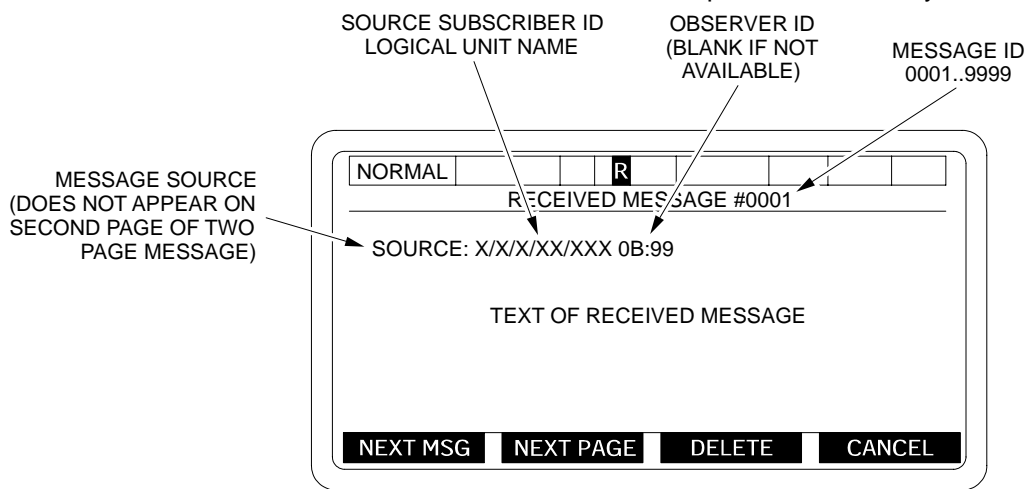 SOURCE SUBSCRIBER ID
LOGICAL UNIT NAME
OBSERVER ID
(BLANK IF NOT
AVAILABLE)
MESSAGE ID
0001..9999
MESSAGE SOURCE
(DOES NOT APPEAR ON
SECOND PAGE OF TWO
PAGE MESSAGE)
NORMAL R
RECEIVED MESSAGE #0001
SOURCE: X/X/X/XX/XXX 0B:99
TEXT OF RECEIVED MESSAGE
NEXT MSG NEXT PAGE DELETE CANCEL